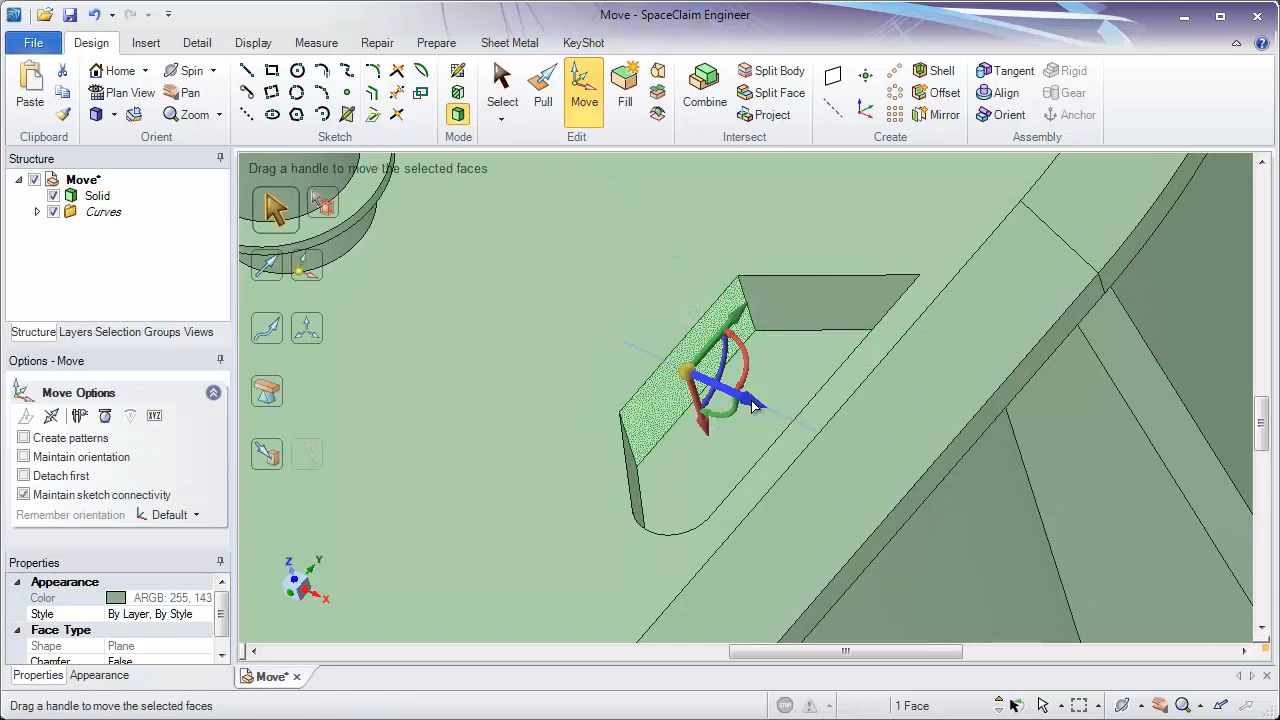 Move - SpaceClaim Engineer
File Design Insert Detail Display Measure Repair Prepare Sheet Metal KeyShot
Paste
Home Spin
Plan View Pan
Zoom
Select Pull Move Fill
Combine
Split Body
Split Face
Project
Shell
Offset
Mirror
Tangent Rigid
Align Gear
Orient Anchor
Clipboard Orient Sketch Mode Edit Intersect Create Assembly
Structure
Move*
Solid
Curves
Structure Layers Selection Groups Views
Options - Move
Move Options
XYZ
Create patterns
Maintain orientation
Detach first
Maintain sketch connectivity
Remember orientation Default
Properties
Appearance
Color ARGB: 255, 143
Style By Layer, By Style
Face Type
Shape Plane
Chamfer False
Properties Appearance
Drag a handle to move the selected faces
Z Y X
Move*
Drag a handle to move the selected faces
1 Face